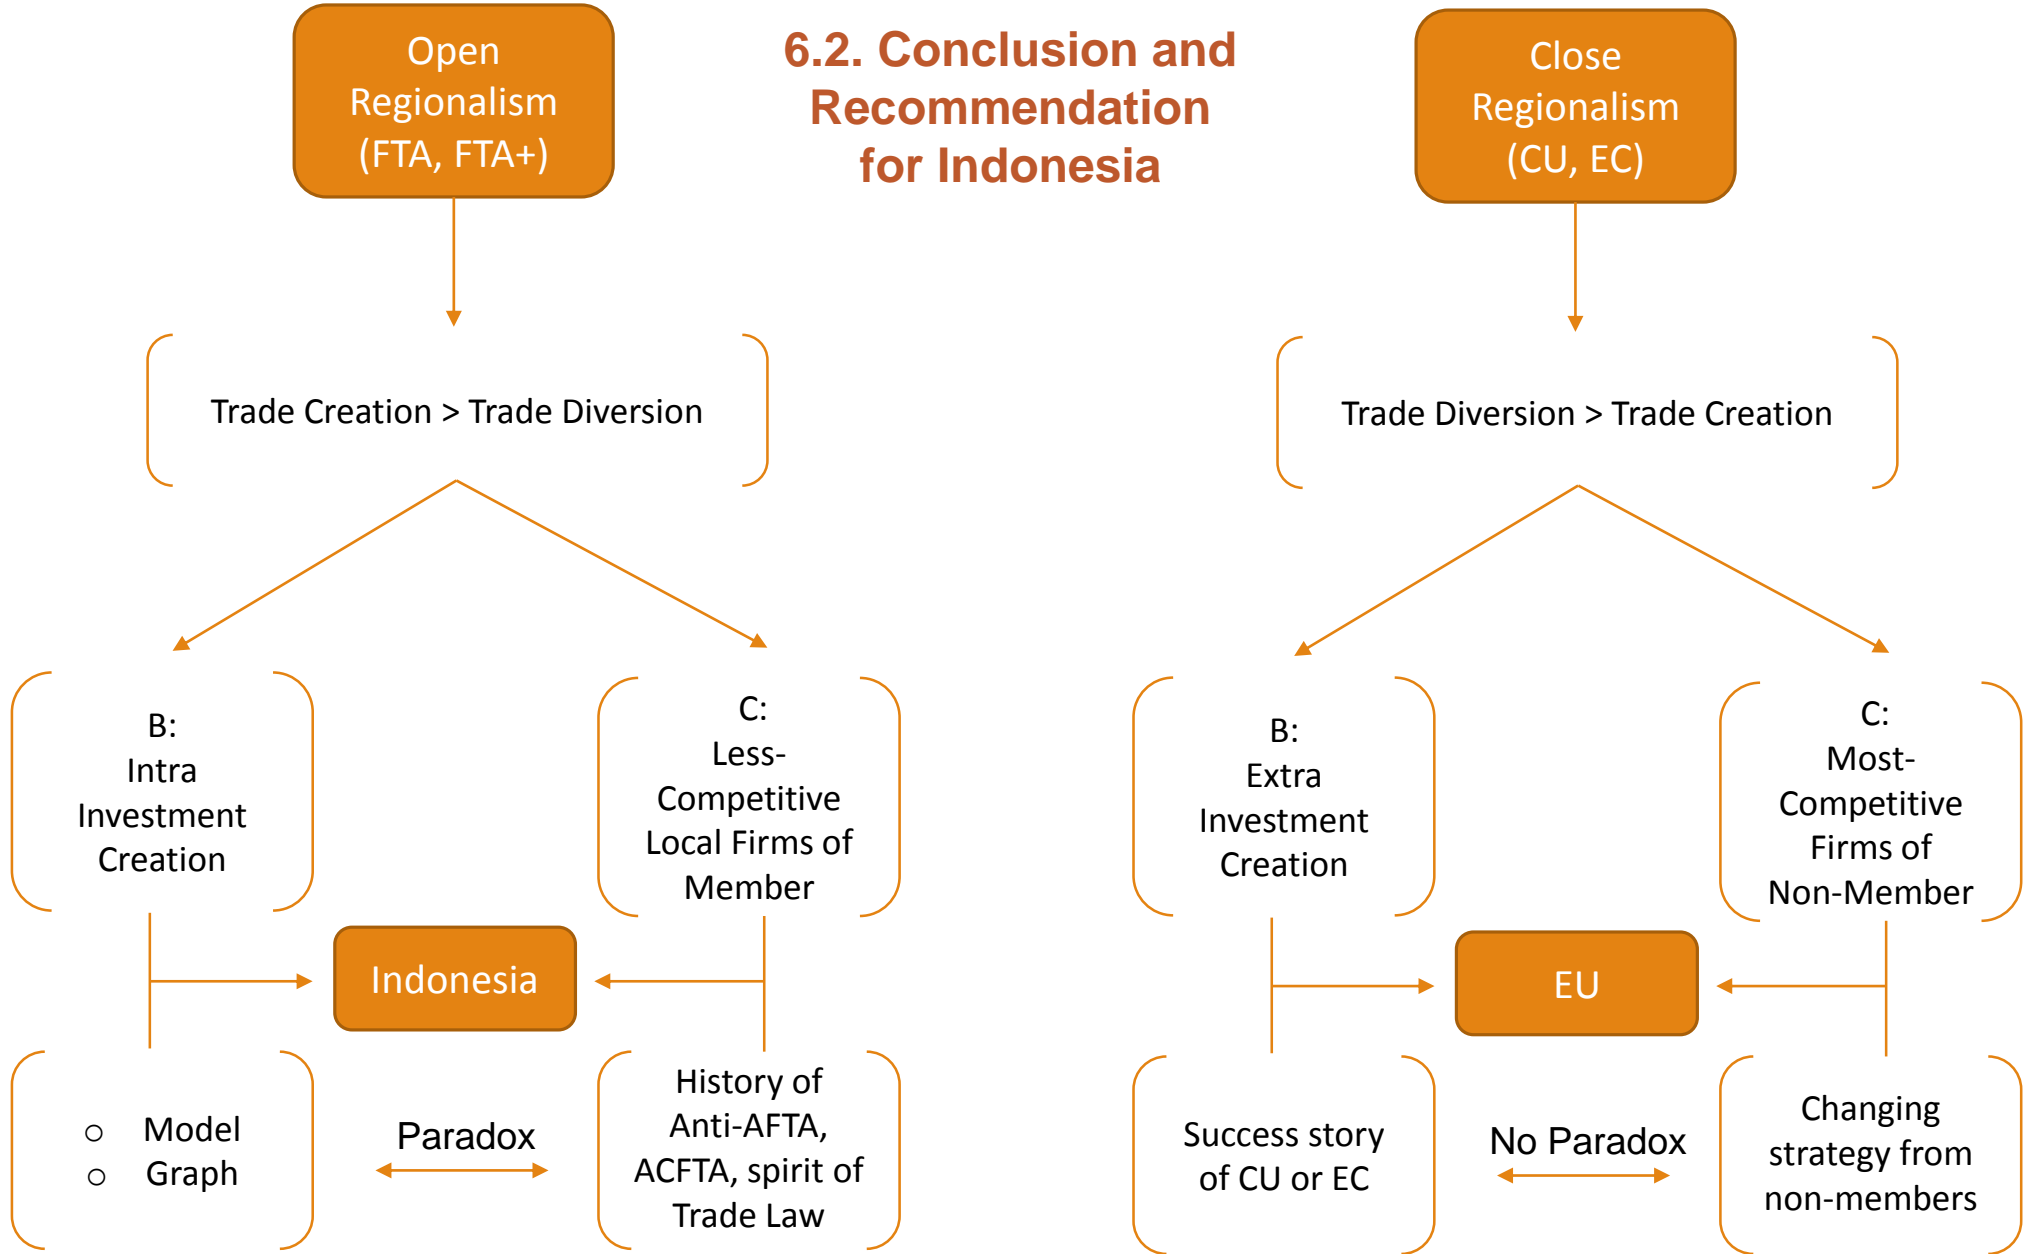 6.2. Conclusion and
Recommendation
for Indonesia
Open
Regionalism
(FTA, FTA+)
Trade Creation > Trade Diversion
B:
Intra
Investment
Creation
C:
Less-
Competitive
Local Firms of
Member
Indonesia
o Model
o Graph
Paradox
History of
Anti-AFTA,
ACFTA, spirit of
Trade Law
Close
Regionalism
(CU, EC)
Trade Diversion > Trade Creation
B:
Extra
Investment
Creation
C:
Most-
Competitive
Firms of
Non-Member
EU
Success story
of CU or EC
No Paradox
Changing
strategy from
non-members